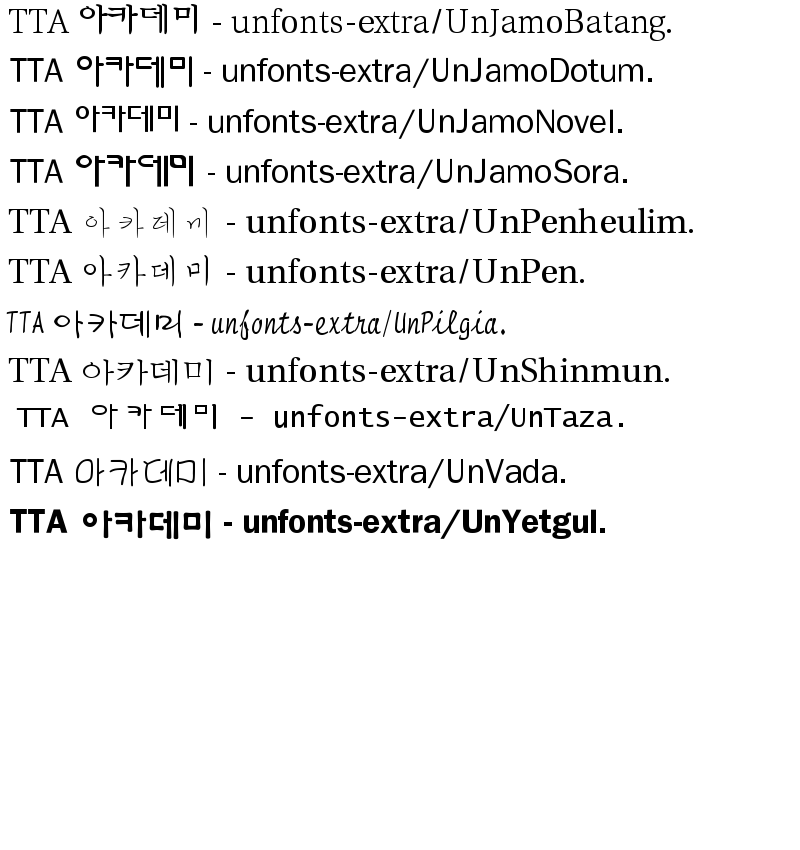 TTA 아카데미 - unfonts-extra/UnJamoBatang.
TTA 아카데미 - unfonts-extra/UnJamoDotum.
TTA 아카데미 - unfonts-extra/UnJamoNovel.
TTA 아카데미 - unfonts-extra/UnJamoSora.
TTA 아카데미 - unfonts-extra/UnPenheulim.
TTA 아카데미 - unfonts-extra/UnPen.
TTA 아카데미 - unfonts-extra/UnPilgia.
TTA 아카데미 - unfonts-extra/UnShinmun.
TTA 아카데미 - unfonts-extra/UnTaza.
TTA 아카데미 - unfonts-extra/UnVada.
TTA 아카데미 - unfonts-extra/UnYetgul.